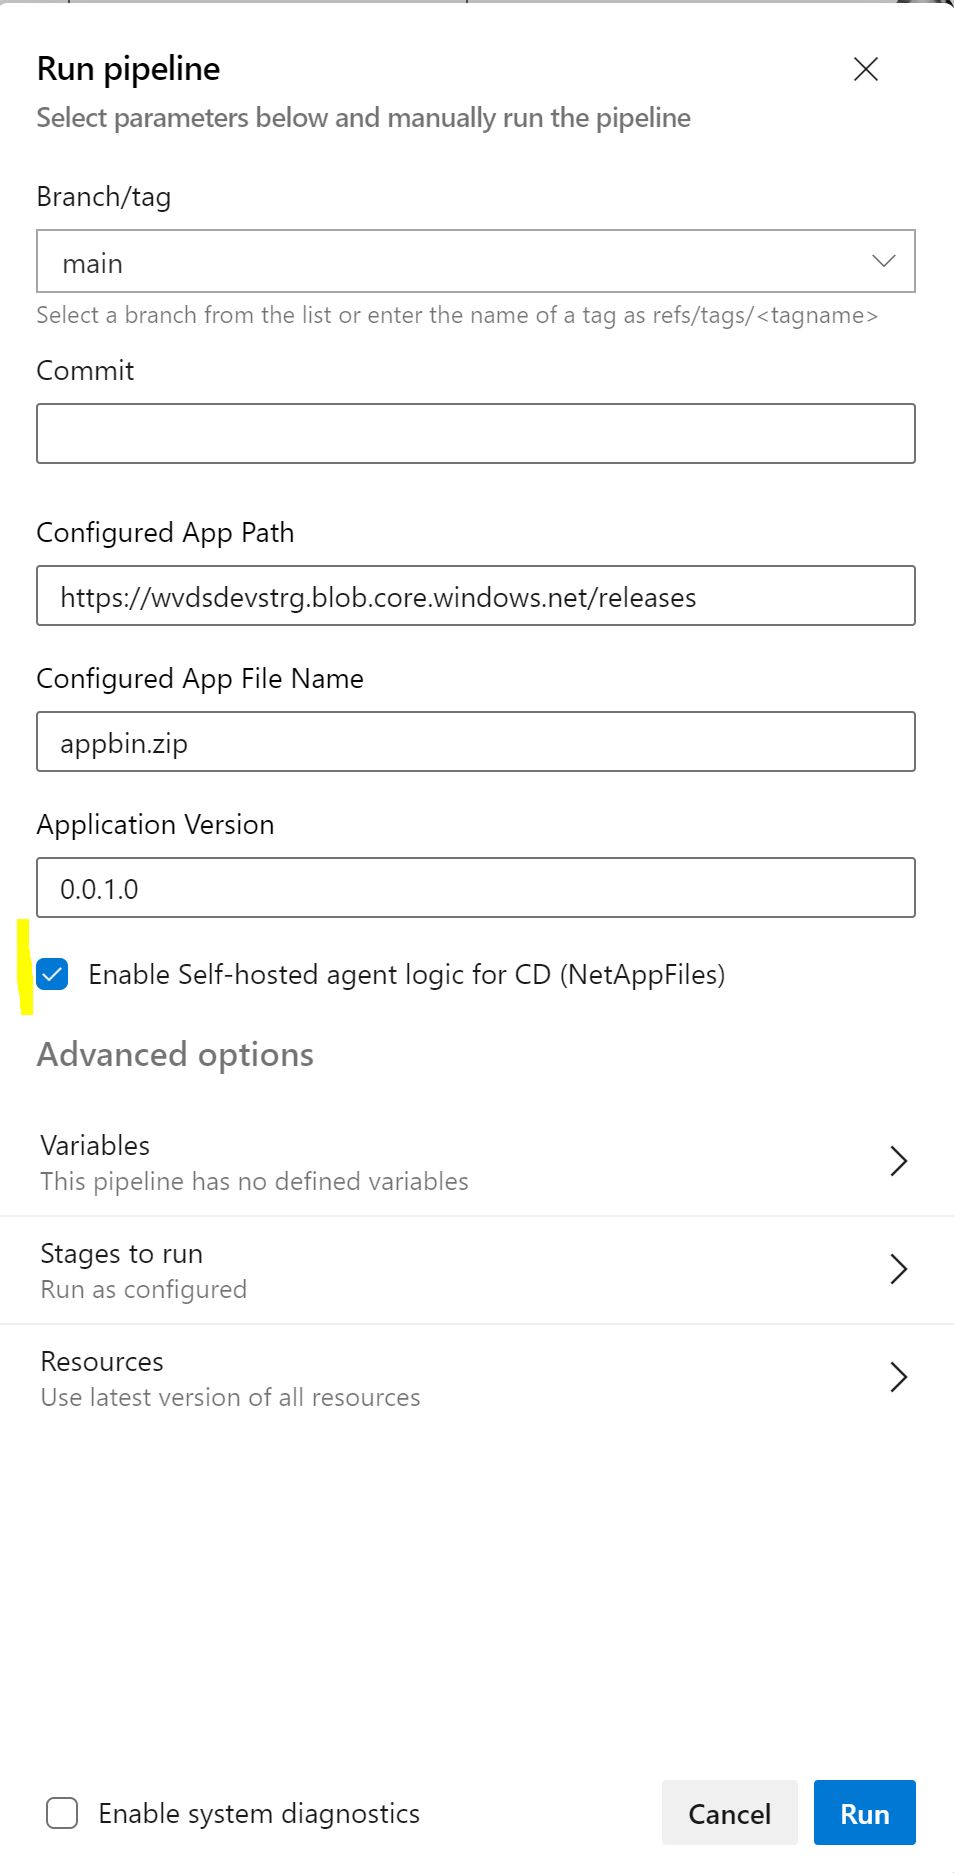 Run pipeline
Select parameters below and manually run the pipeline
Branch/tag
main
Select a branch from the list or enter the name of a tag as refs/tags/<tagname>
Commit
Configured App Path
https://wvdsdevstrg.blob.core.windows.net/releases
Configured App File Name
appbin.zip
Application Version
0.0.1.0
Enable Self-hosted agent logic for CD (NetAppFiles)
Advanced options
Variables
This pipeline has no defined variables
Stages to run
Run as configured
Resources
Use latest version of all resources
Enable system diagnostics
Cancel
Run